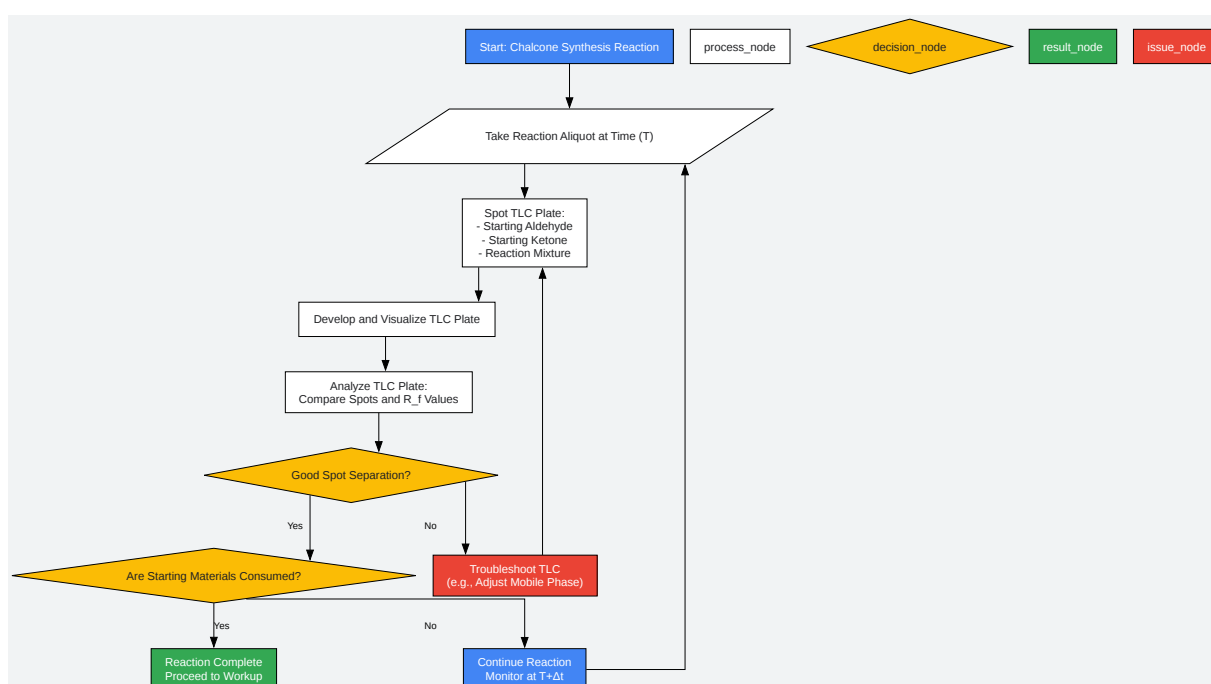 Start: Chalcone Synthesis Reaction
process_node
decision_node
result_node
issue_node
Take Reaction Aliquot at Time (T)
Spot TLC Plate:
- Starting Aldehyde
- Starting Ketone
- Reaction Mixture
Develop and Visualize TLC Plate
Analyze TLC Plate:
Compare Spots and R_f Values
Good Spot Separation?
Yes
No
Are Starting Materials Consumed?
Troubleshoot TLC
(e.g., Adjust Mobile Phase)
Yes
No
Reaction Complete
Proceed to Workup
Continue Reaction
Monitor at T+Δt